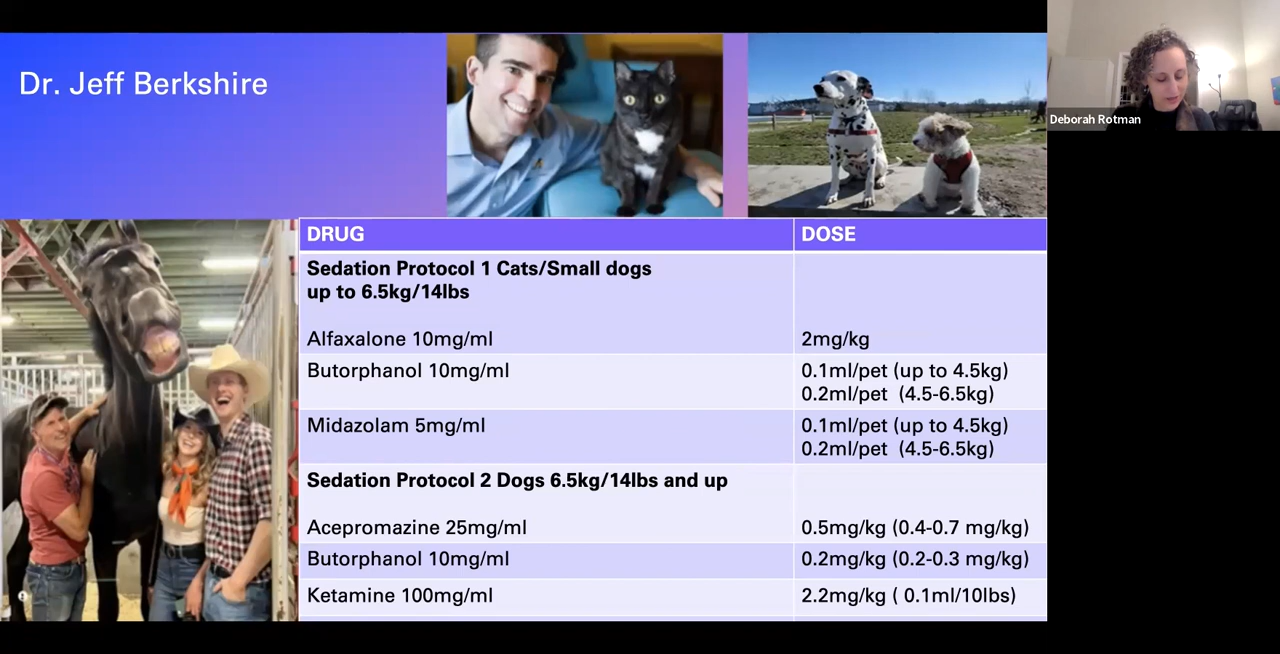 Dr. Jeff Berkshire
Deborah Rotman
DRUG DOSE
Sedation Protocol 1 Cats/Small dogs
up to 6.5kg/14lbs
Alfaxalone 10mg/ml 2mg/kg
Butorphanol 10mg/ml 0.1ml/pet (up to 4.5kg)
0.2ml/pet (4.5-6.5kg)
Midazolam 5mg/ml 0.1ml/pet (up to 4.5kg)
0.2ml/pet (4.5-6.5kg)
Sedation Protocol 2 Dogs 6.5kg/14lbs and up
Acepromazine 25mg/ml 0.5mg/kg (0.4-0.7 mg/kg)
Butorphanol 10mg/ml 0.2mg/kg (0.2-0.3 mg/kg)
Ketamine 100mg/ml 2.2mg/kg ( 0.1ml/10lbs)